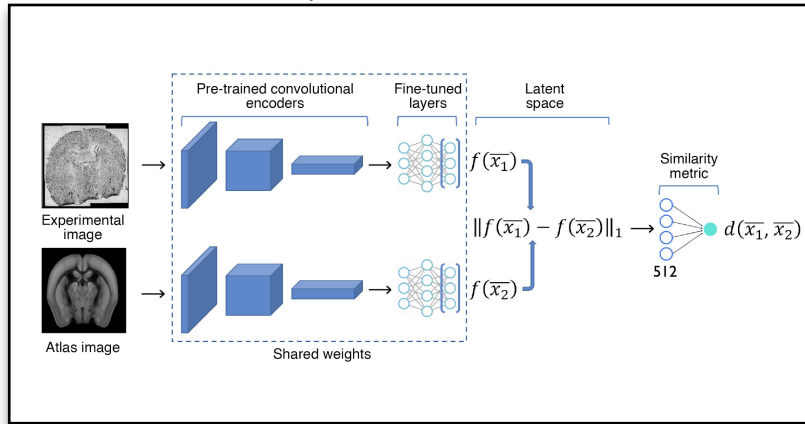 Pre-trained convolutional
encoders
Fine-tuned
layers
Latent
space
Experimental
image
f(x̅₁)
Similarity
metric
‖f(x̅₁) − f(x̅₂)‖₁
d(x̅₁, x̅₂)
512
f(x̅₂)
Atlas image
Shared weights